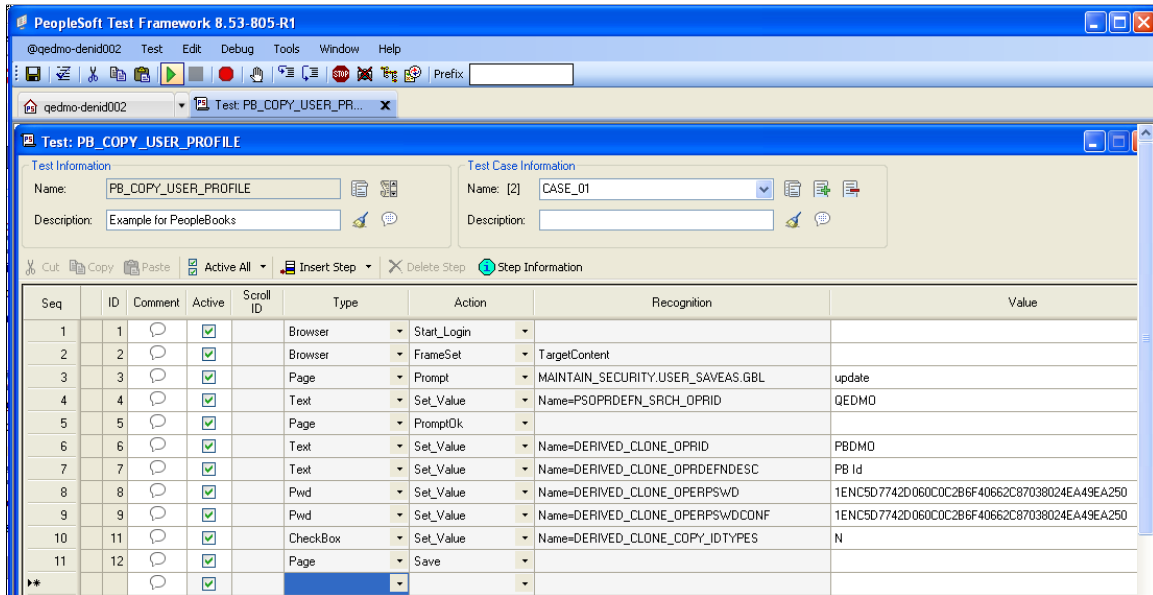 PeopleSoft Test Framework 8.53-805-R1
@qedmo-denid002 Test Edit Debug Tools Window Help
STOP Prefix
qedmo-denid002 PS Test: PB_COPY_USER_PR... X
PS Test: PB_COPY_USER_PROFILE
Test Information Test Case Information
Name: PB_COPY_USER_PROFILE Name: [2] CASE_01
Description: Example for PeopleBooks Description:
Cut Copy Paste Active All Insert Step Delete Step Step Information
Seq ID Comment Active Scroll ID Type Action Recognition Value
1 1 Browser Start_Login
2 2 Browser FrameSet TargetContent
3 3 Page Prompt MAINTAIN_SECURITY.USER_SAVEAS.GBL update
4 4 Text Set_Value Name=PSOPRDEFN_SRCH_OPRID QEDMO
5 5 Page PromptOk
6 6 Text Set_Value Name=DERIVED_CLONE_OPRID PBDMO
7 7 Text Set_Value Name=DERIVED_CLONE_OPRDEFNDESC PB Id
8 8 Pwd Set_Value Name=DERIVED_CLONE_OPERPSWD 1ENC5D7742D060C0C2B6F40662C87038024EA49EA250
9 9 Pwd Set_Value Name=DERIVED_CLONE_OPERPSWDCONF 1ENC5D7742D060C0C2B6F40662C87038024EA49EA250
10 11 CheckBox Set_Value Name=DERIVED_CLONE_COPY_IDTYPES N
11 12 Page Save